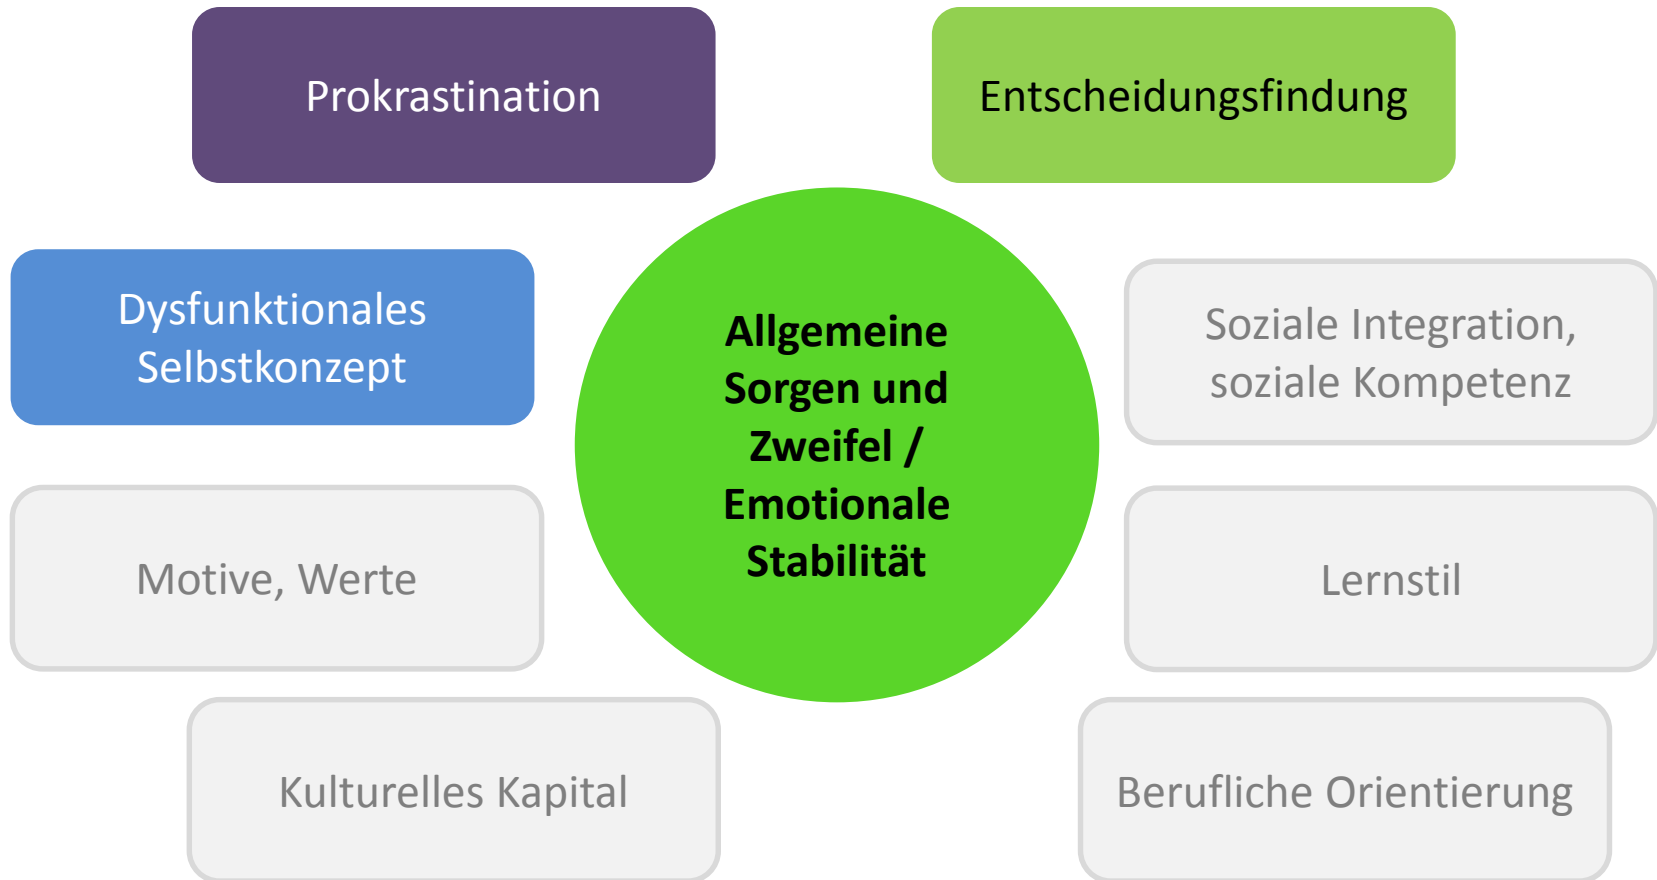 Prokrastination
Entscheidungsfindung
Dysfunktionales
Selbstkonzept
Allgemeine
Sorgen und
Zweifel /
Emotionale
Stabilität
Soziale Integration,
soziale Kompetenz
Motive, Werte
Lernstil
Kulturelles Kapital
Berufliche Orientierung